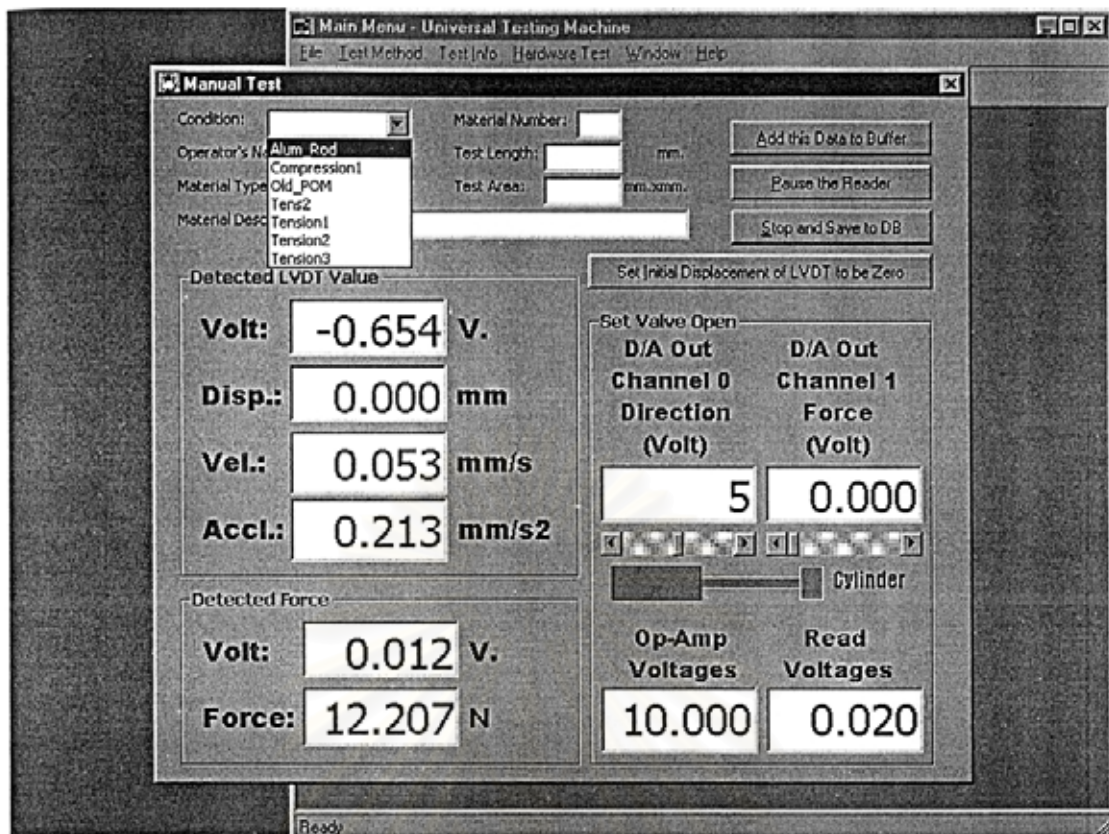 Main Menu - Universal Testing Machine
File Test Method Test Info Hardware Test Window Help
Manual Test
Condition: Material Number:
Add this Data to Buffer
Alum_Rod
Operator's N Test Length: mm.
Compression1
Material Type Old_POM Test Area: mm.xmm.
Pause the Reader
Tens2
Material Desc Tension1
Stop and Save to DB
Tension2
Tension3
Set Initial Displacement of LVDT to be Zero
Detected LVDT Value
Volt: -0.654 V.
Disp.: 0.000 mm
Vel.: 0.053 mm/s
Accl.: 0.213 mm/s2
Detected Force
Volt: 0.012 V.
Force: 12.207 N
Set Valve Open
D/A Out D/A Out
Channel 0 Channel 1
Direction Force
(Volt) (Volt)
5 0.000
Cylinder
Op-Amp Read
Voltages Voltages
10.000 0.020
Ready